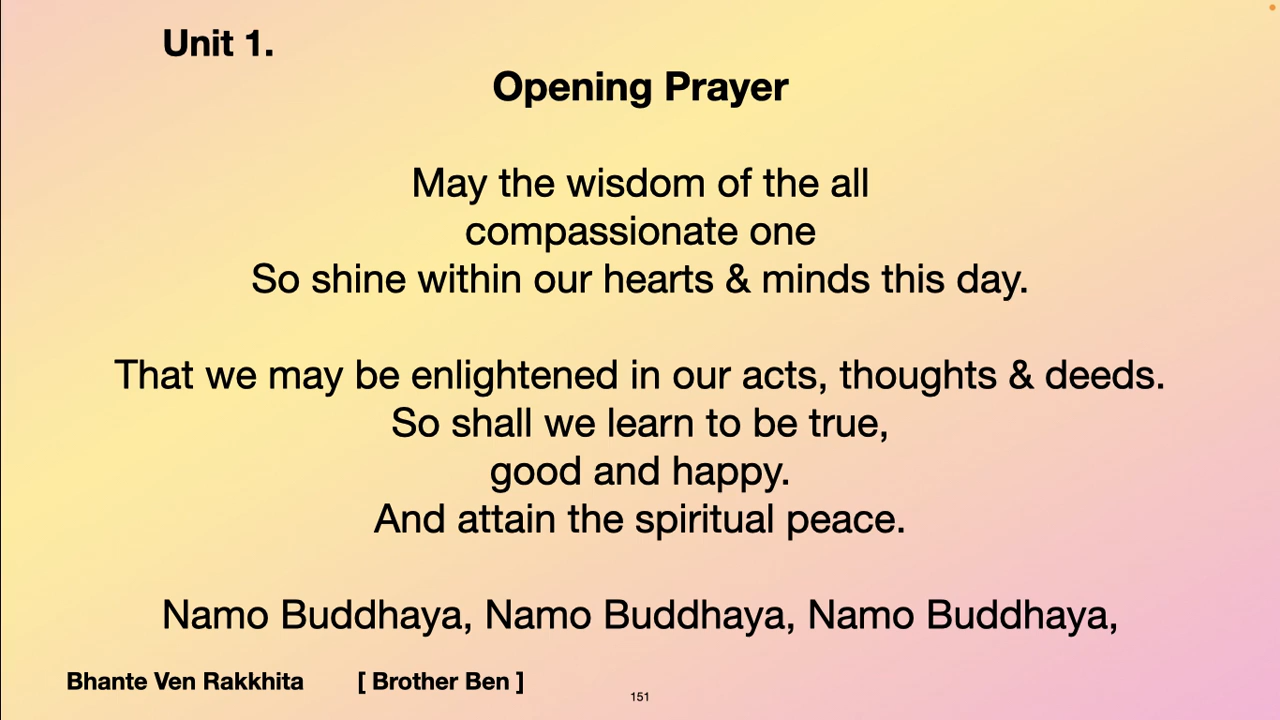 Unit 1.
Opening Prayer
May the wisdom of the all
compassionate one
So shine within our hearts & minds this day.
That we may be enlightened in our acts, thoughts & deeds.
So shall we learn to be true,
good and happy.
And attain the spiritual peace.
Namo Buddhaya, Namo Buddhaya, Namo Buddhaya,
Bhante Ven Rakkhita [ Brother Ben ]
151